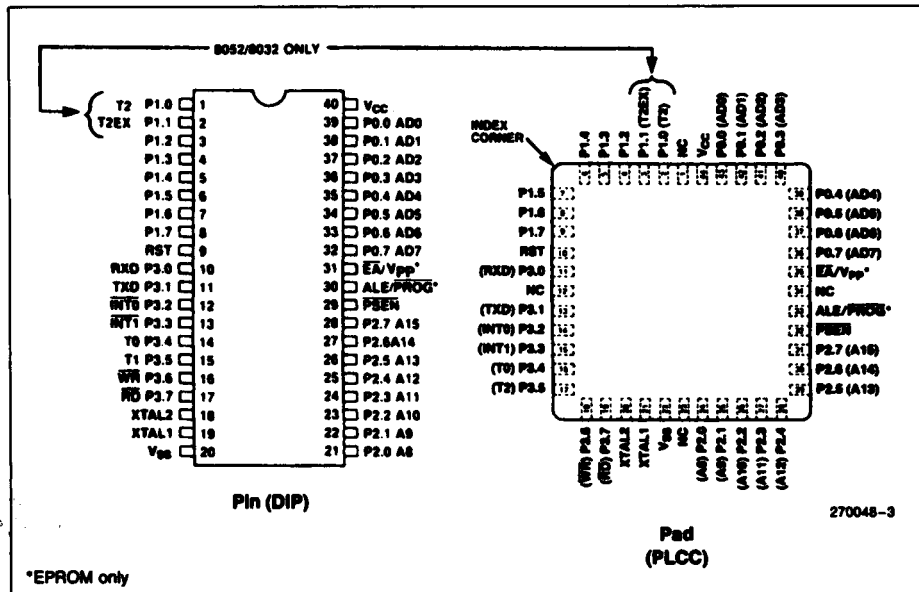 8052/8032 ONLY
T2 P1.0 1
T2EX P1.1 2
P1.2 3
P1.3 4
P1.4 5
P1.5 6
P1.6 7
P1.7 8
RST 9
RXD P3.0 10
TXD P3.1 11
INT0 P3.2 12
INT1 P3.3 13
T0 P3.4 14
T1 P3.5 15
WR P3.6 16
RD P3.7 17
XTAL2 18
XTAL1 19
VSS 20
40 VCC
39 P0.0 AD0
38 P0.1 AD1
37 P0.2 AD2
36 P0.3 AD3
35 P0.4 AD4
34 P0.5 AD5
33 P0.6 AD6
32 P0.7 AD7
31 EA/VPP*
30 ALE/PROG*
29 PSEN
28 P2.7 A15
27 P2.6A14
26 P2.5 A13
25 P2.4 A12
24 P2.3 A11
23 P2.2 A10
22 P2.1 A9
21 P2.0 A8
Pin (DIP)
INDEX
CORNER
P1.4
P1.3
P1.2
P1.1 (T2EX)
P1.0 (T2)
NC
VCC
P0.0 (AD0)
P0.1 (AD1)
P0.2 (AD2)
P0.3 (AD3)
P1.5
P1.6
P1.7
RST
(RXD) P3.0
NC
(TXD) P3.1
(INT0) P3.2
(INT1) P3.3
(T0) P3.4
(T2) P3.5
P0.4 (AD4)
P0.5 (AD5)
P0.6 (AD6)
P0.7 (AD7)
EA/VPP*
NC
ALE/PROG*
PSEN
P2.7 (A15)
P2.6 (A14)
P2.5 (A13)
(WR) P3.6
(RD) P3.7
XTAL2
XTAL1
VSS
NC
(A8) P2.0
(A9) P2.1
(A10) P2.2
(A11) P2.3
(A12) P2.4
270048-3
Pad
(PLCC)
*EPROM only